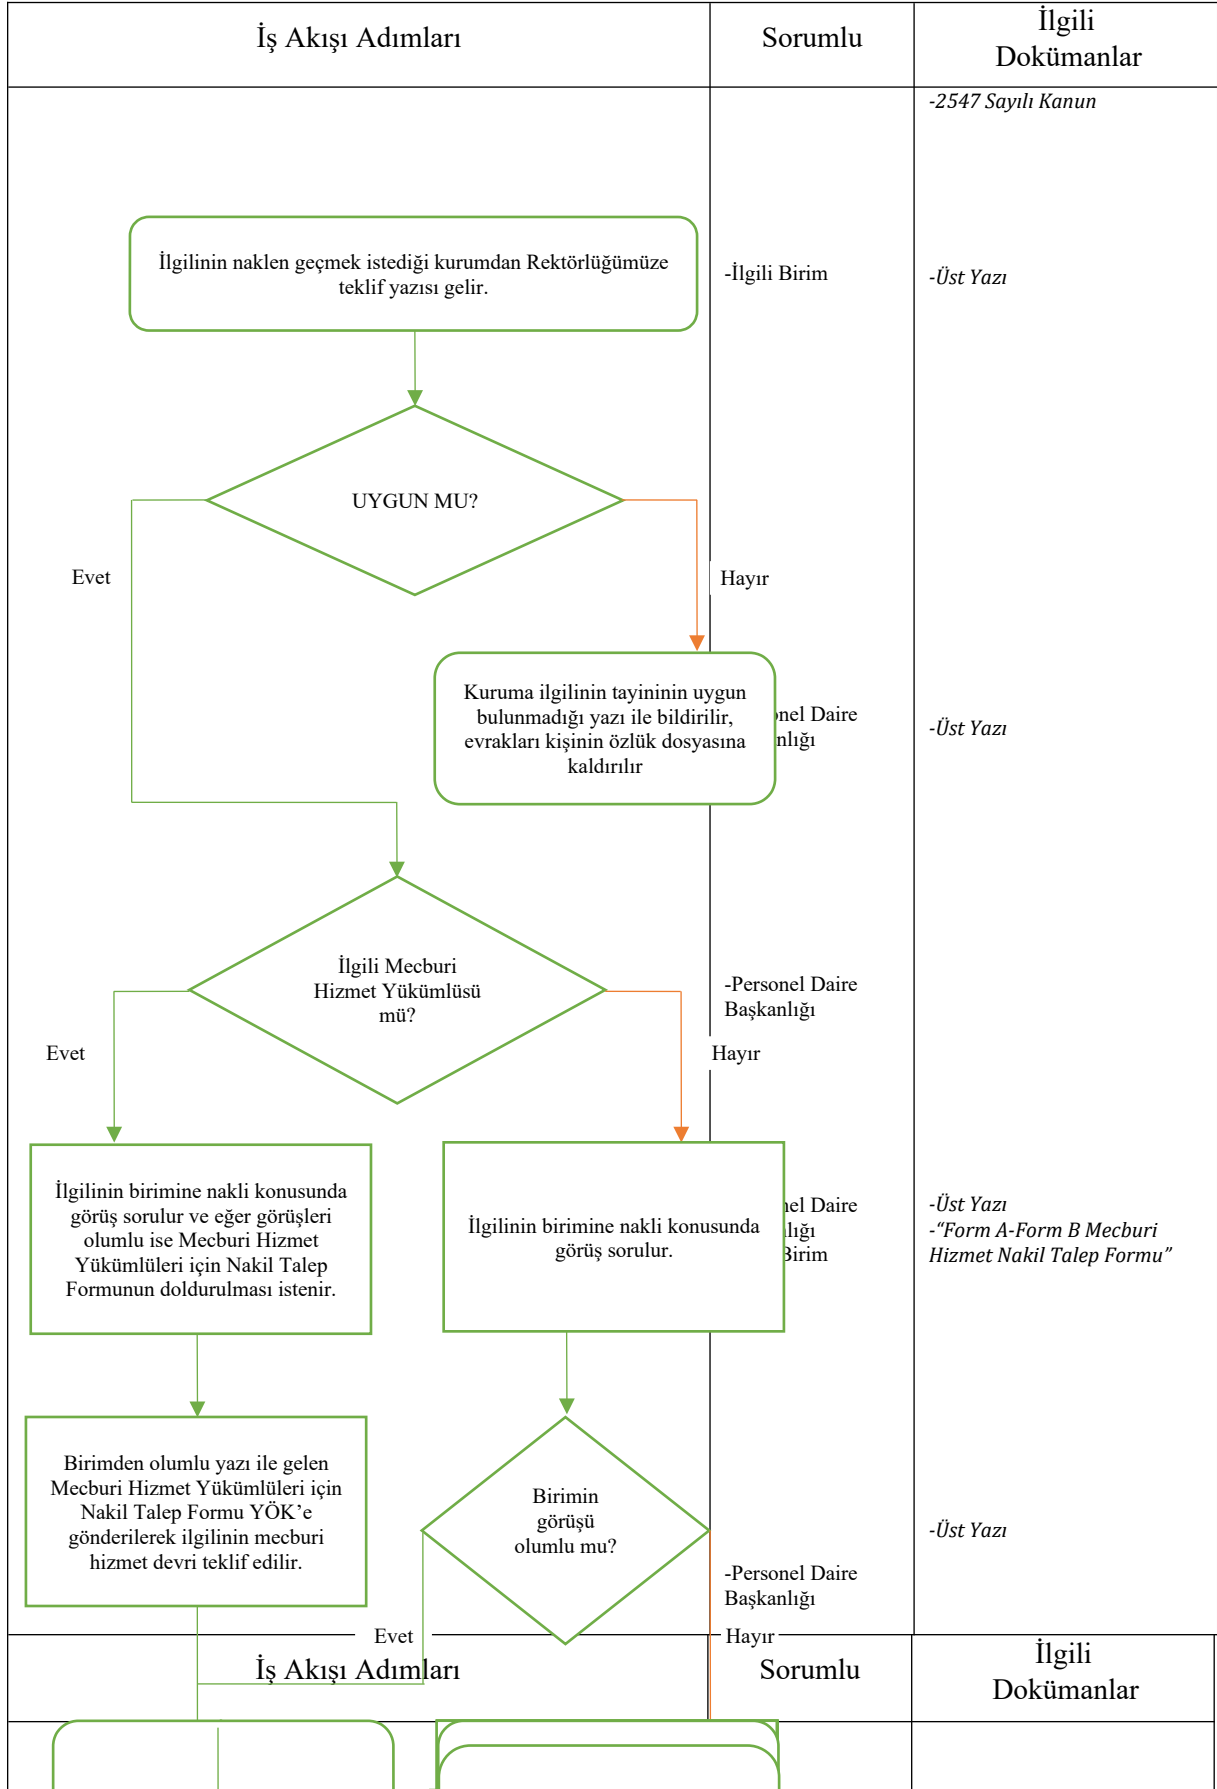 İş Akışı Adımları
Sorumlu
İlgili
Dokümanlar
-2547 Sayılı Kanun
İlgilinin naklen geçmek istediği kurumdan Rektörlüğümüze
teklif yazısı gelir.
-İlgili Birim
-Üst Yazı
UYGUN MU?
Evet
Hayır
Kuruma ilgilinin tayininin uygun
bulunmadığı yazı ile bildirilir,
evrakları kişinin özlük dosyasına
kaldırılır
Daire
-Üst Yazı
İlgili Mecburi
Hizmet Yükümlüsü
mü?
-Personel Daire
Başkanlığı
Evet
Hayır
İlgilinin birimine nakli konusunda
görüş sorulur ve eğer görüşleri
olumlu ise Mecburi Hizmet
Yükümlüleri için Nakil Talep
Formunun doldurulması istenir.
İlgilinin birimine nakli konusunda
görüş sorulur.
Daire
Birim
-Üst Yazı
-“Form A-Form B Mecburi
Hizmet Nakil Talep Formu”
Birimden olumlu yazı ile gelen
Mecburi Hizmet Yükümlüleri için
Nakil Talep Formu YÖK’e
gönderilerek ilgilinin mecburi
hizmet devri teklif edilir.
Birimin
görüşü
olumlu mu?
-Üst Yazı
-Personel Daire
Başkanlığı
Evet
Hayır
İş Akışı Adımları
Sorumlu
İlgili
Dokümanlar